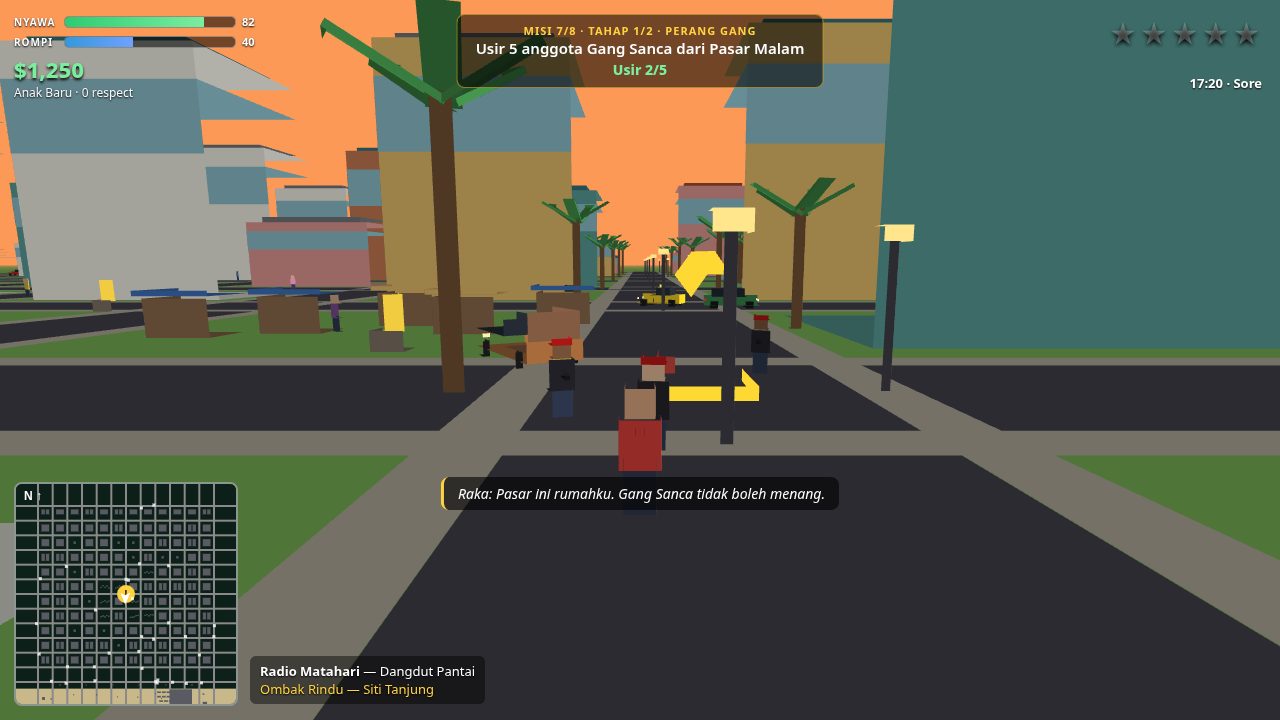 NYAWA 82
ROMPI 40
$1,250
Anak Baru · 0 respect
MISI 7/8 · TAHAP 1/2 · PERANG GANG
Usir 5 anggota Gang Sanca dari Pasar Malam
Usir 2/5
17:20 · Sore
Raka: Pasar ini rumahku. Gang Sanca tidak boleh menang.
N ↑
Radio Matahari — Dangdut Pantai
Ombak Rindu — Siti Tanjung